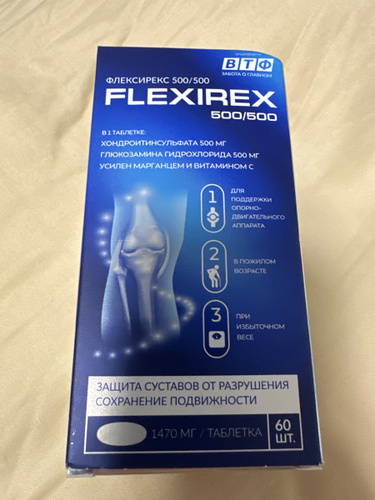 ВТФ
ЗАБОТА О ГЛАВНОМ
ФЛЕКСИРЕКС 500/500
FLEXIREX
500/500
В 1 ТАБЛЕТКЕ:
ХОНДРОИТИНСУЛЬФАТА 500 МГ
ГЛЮКОЗАМИНА ГИДРОХЛОРИДА 500 МГ
УСИЛЕН МАРГАНЦЕМ И ВИТАМИНОМ С
1
ДЛЯ
ПОДДЕРЖКИ
ОПОРНО-
ДВИГАТЕЛЬНОГО
АППАРАТА
2
В ПОЖИЛОМ
ВОЗРАСТЕ
3
ПРИ
ИЗБЫТОЧНОМ
ВЕСЕ
ЗАЩИТА СУСТАВОВ ОТ РАЗРУШЕНИЯ
СОХРАНЕНИЕ ПОДВИЖНОСТИ
1470 МГ / ТАБЛЕТКА
60
ШТ.